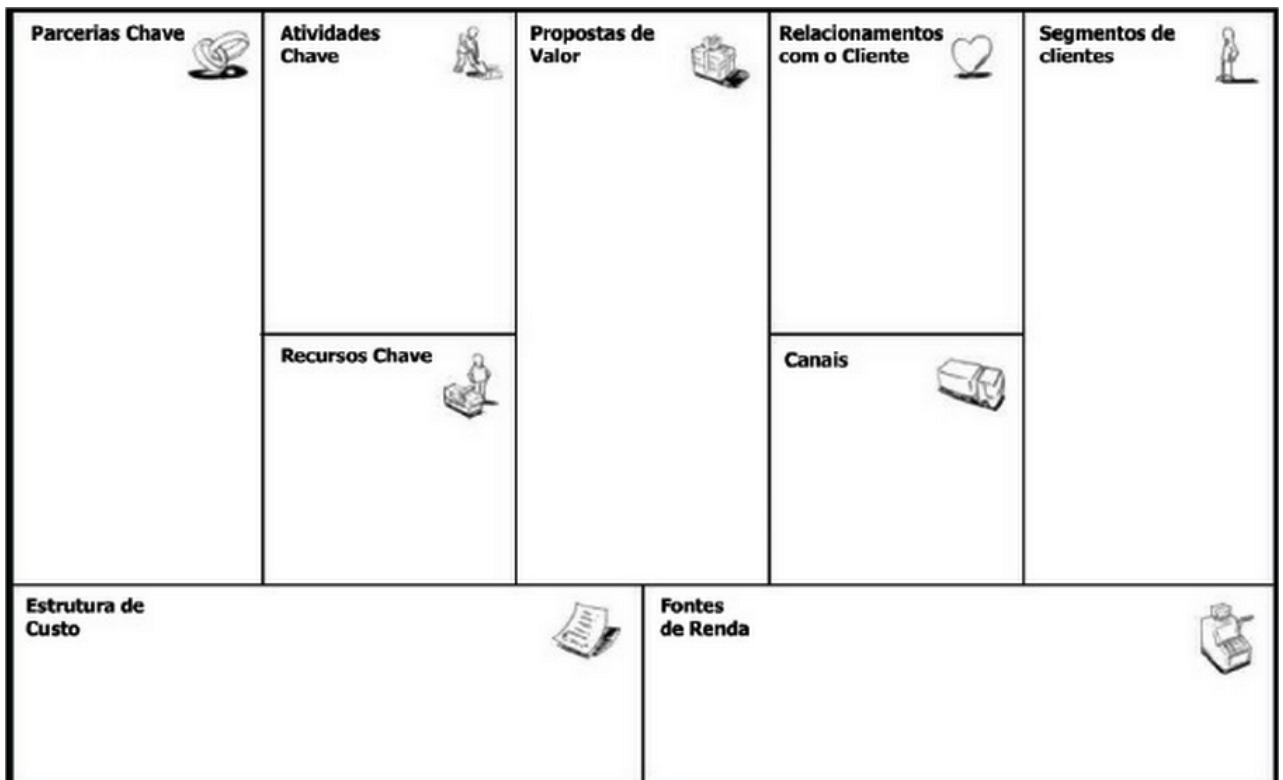 Parcerias Chave
Atividades
Chave
Propostas de
Valor
Relacionamentos
com o Cliente
Segmentos de
clientes
Recursos Chave
Canais
Estrutura de
Custo
Fontes
de Renda